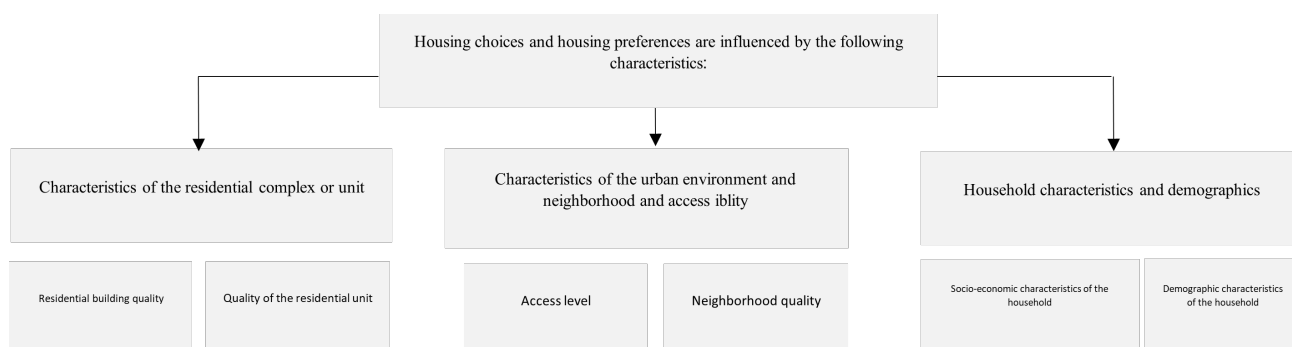 Housing choices and housing preferences are influenced by the following
characteristics:
Characteristics of the residential complex or unit
Characteristics of the urban environment and
neighborhood and access iblity
Household characteristics and demographics
Residential building quality
Quality of the residential unit
Access level
Neighborhood quality
Socio-economic characteristics of the
household
Demographic characteristics
of the household